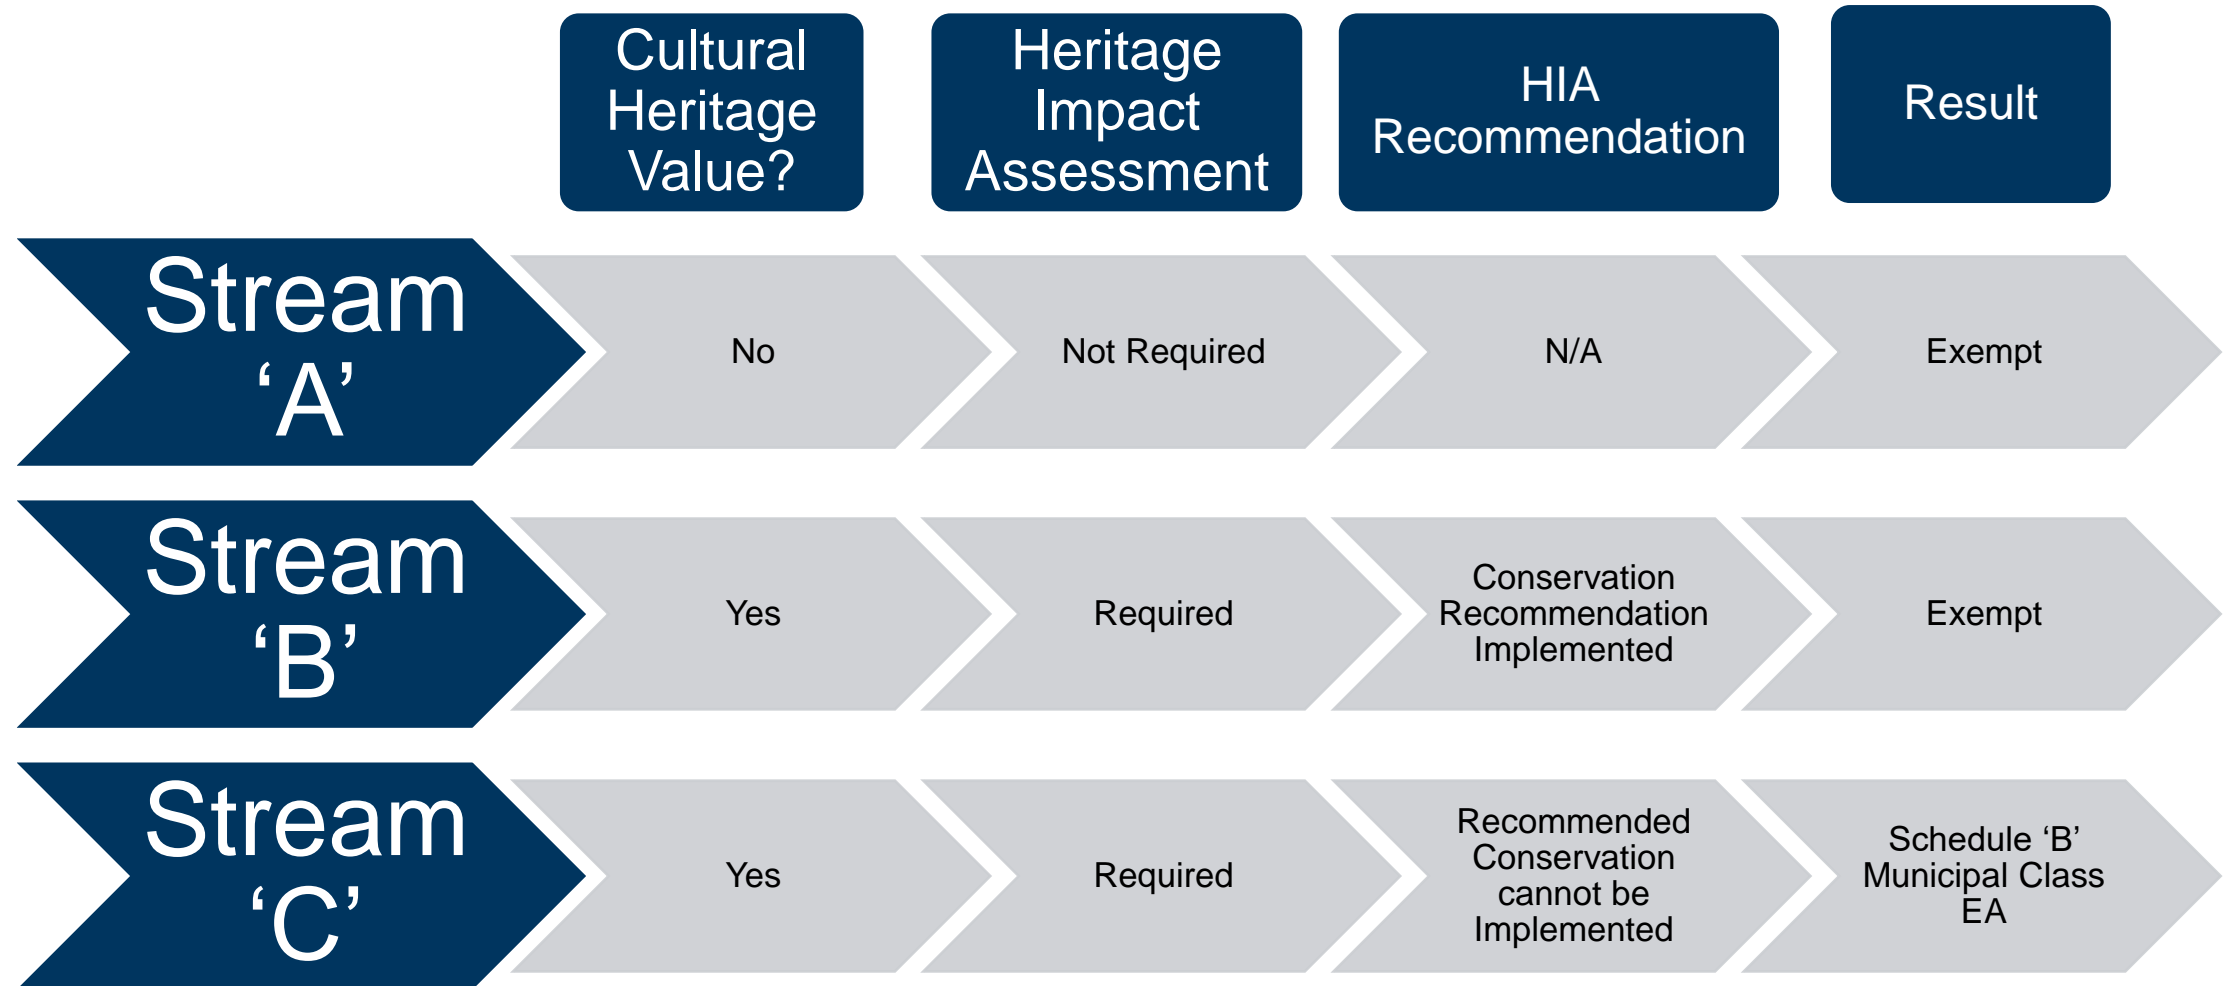 Cultural
Heritage
Value?
Heritage
Impact
Assessment
HIA
Recommendation
Result
Stream
‘A’
No
Not Required
N/A
Exempt
Stream
‘B’
Yes
Required
Conservation
Recommendation
Implemented
Exempt
Stream
‘C’
Yes
Required
Recommended
Conservation
cannot be
Implemented
Schedule ‘B’
Municipal Class
EA